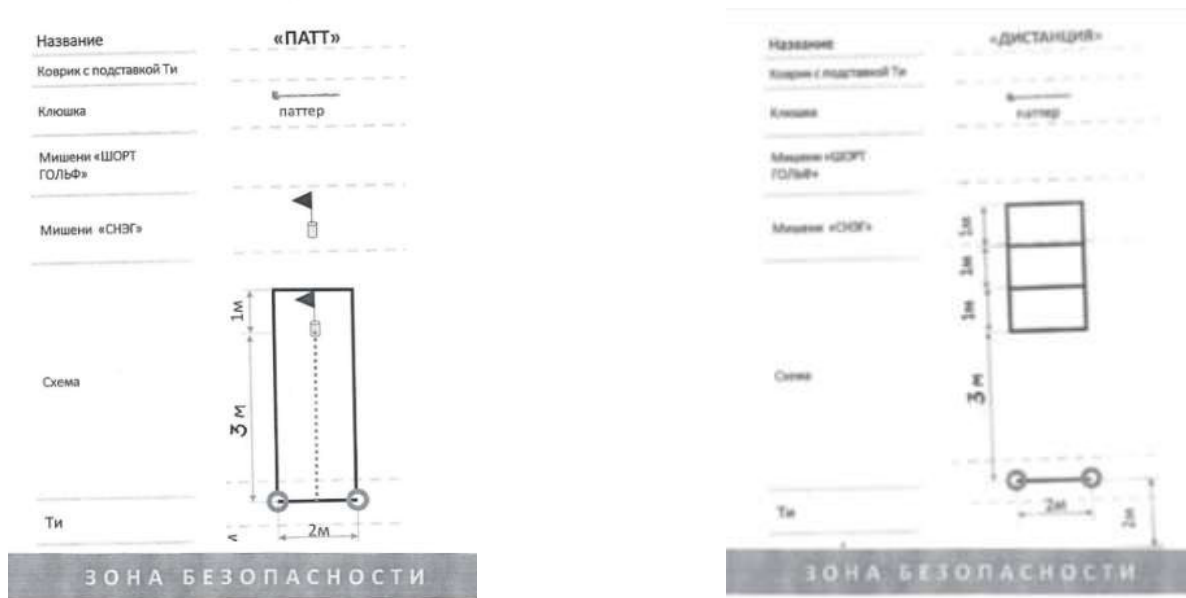 Название «ПАТТ»
Коврик с подставкой Ти
Клюшка паттер
Мишени «ШОРТ
ГОЛЬФ»
Мишени «СНЭГ»
1м
Схема
3 м
Ти
2м
ЗОНА БЕЗОПАСНОСТИ
Название «ДИСТАНЦИЯ»
Коврик с подставкой Ти
Клюшка паттер
Мишени «ШОРТ
ГОЛЬФ»
Мишени «СНЭГ»
1м
1м
1м
Схема
3 м
Ти
2м
2м
ЗОНА БЕЗОПАСНОСТИ